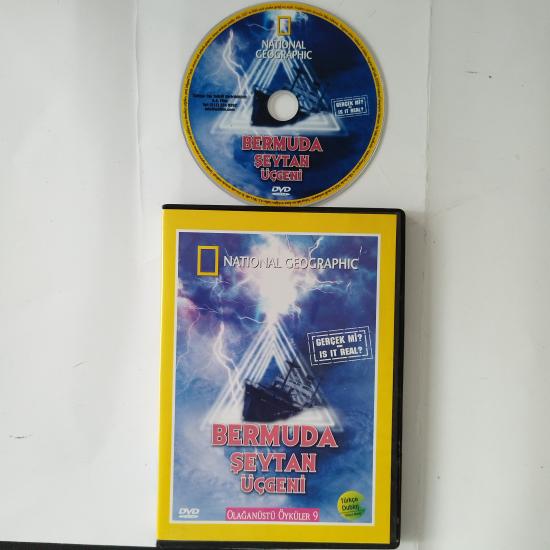 NATIONAL
GEOGRAPHIC
GERÇEK Mİ?
IS IT REAL?
BERMUDA
ŞEYTAN
ÜÇGENİ
DVD
NATIONAL GEOGRAPHIC
GERÇEK Mİ?
IS IT REAL?
BERMUDA
ŞEYTAN
ÜÇGENİ
DVD
OLAĞANÜSTÜ ÖYKÜLER 9
Türkçe
Dublaj